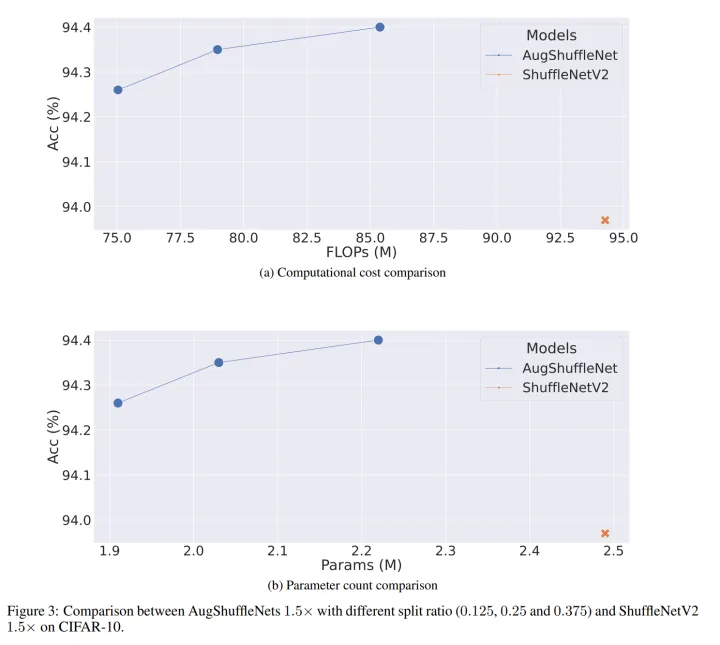 94.4
94.3
94.2
94.1
94.0
Acc (%)
Models
AugShuffleNet
ShuffleNetV2
75.0 77.5 80.0 82.5 85.0 87.5 90.0 92.5 95.0
FLOPs (M)
(a) Computational cost comparison
94.4
94.3
94.2
94.1
94.0
Acc (%)
Models
AugShuffleNet
ShuffleNetV2
1.9 2.0 2.1 2.2 2.3 2.4 2.5
Params (M)
(b) Parameter count comparison
Figure 3: Comparison between AugShuffleNets 1.5× with different split ratio (0.125, 0.25 and 0.375) and ShuffleNetV2
1.5× on CIFAR-10.